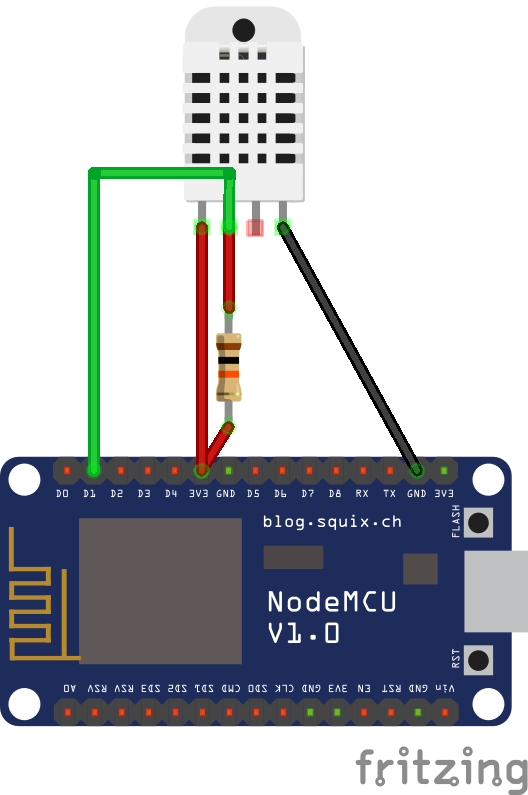 D0 D1 D2 D3 D4 3V3 GND D5 D6 D7 D8 RX TX GND 3V3
FLASH
blog.squix.ch
NodeMCU
V1.0
RST
A0 RSV RSV SD3 SD2 SD1 CMD SD0 CLK GND 3V3 EN RST GND Vin
fritzing